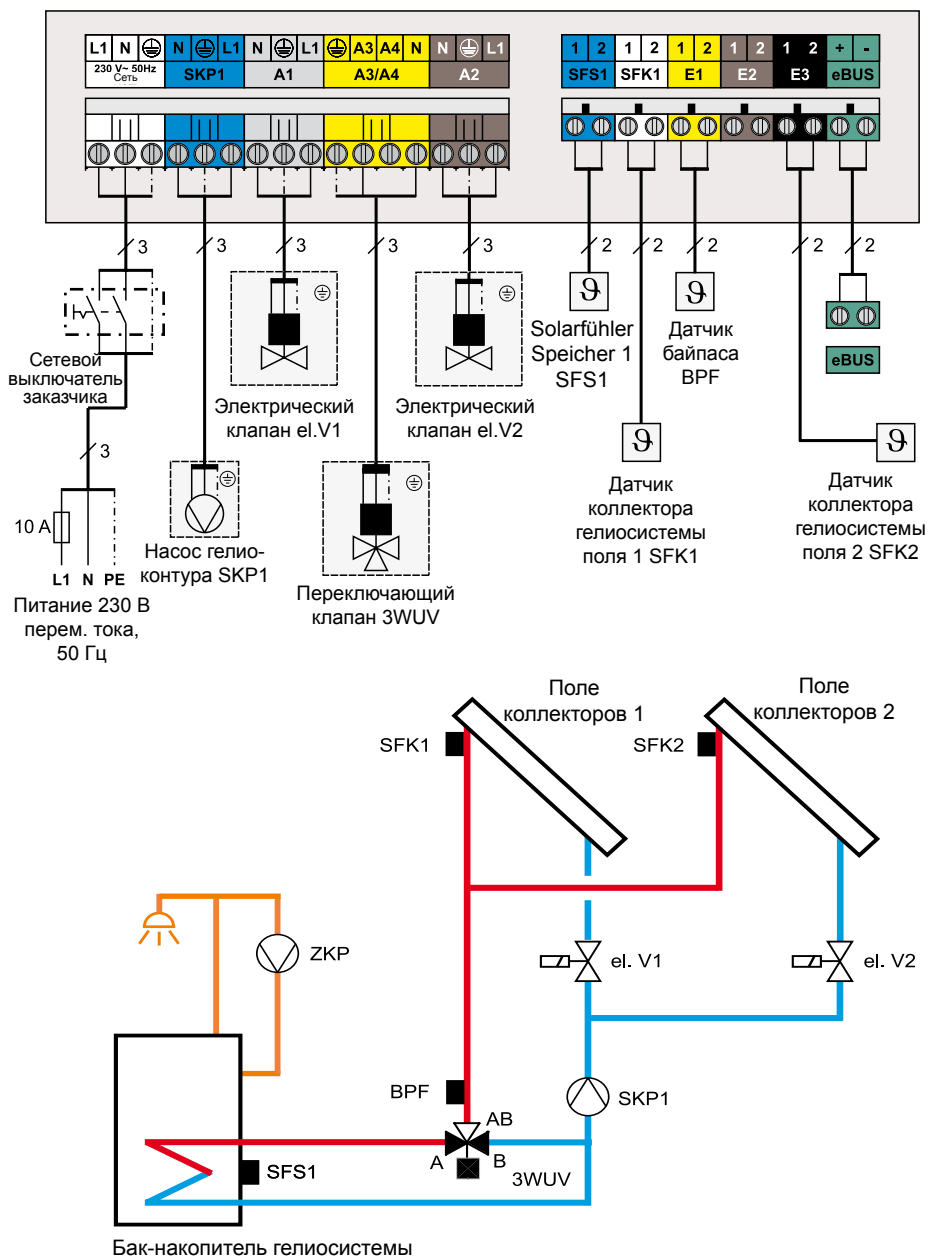 L1 N N L1 N L1 A3 A4 N N L1
230 V~ 50Hz
Сеть
SKP1 A1 A3/A4 A2
1 2 1 2 1 2 1 2 1 2 + -
SFS1 SFK1 E1 E2 E3 eBUS
3 3 3 3 3 2 2 2 2 2
Сетевой
выключатель
заказчика
3
10 A
L1 N PE
Питание 230 В
перем. тока,
50 Гц
Насос гелио-
контура SKP1
Электрический
клапан el.V1
Переключающий
клапан 3WUV
Электрический
клапан el.V2
ϑ
Solarfühler
Speicher 1
SFS1
ϑ
Датчик
байпаса
BPF
eBUS
ϑ
Датчик
коллектора
гелиосистемы
поля 1 SFK1
ϑ
Датчик
коллектора
гелиосистемы
поля 2 SFK2
Поле
коллекторов 1
Поле
коллекторов 2
SFK1
SFK2
ZKP
el. V1
el. V2
BPF
SKP1
AB
A
B
3WUV
SFS1
Бак-накопитель гелиосистемы